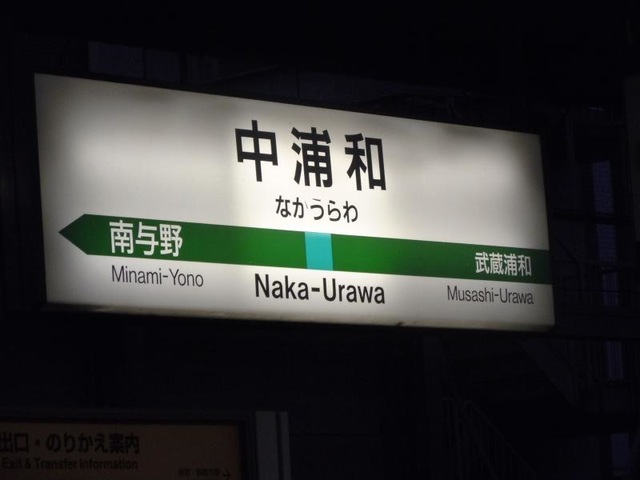 中浦和
なかうらわ
南与野 武蔵浦和
Minami-Yono Naka-Urawa Musashi-Urawa
出口・のりかえ案内
Exit & Transfer Information